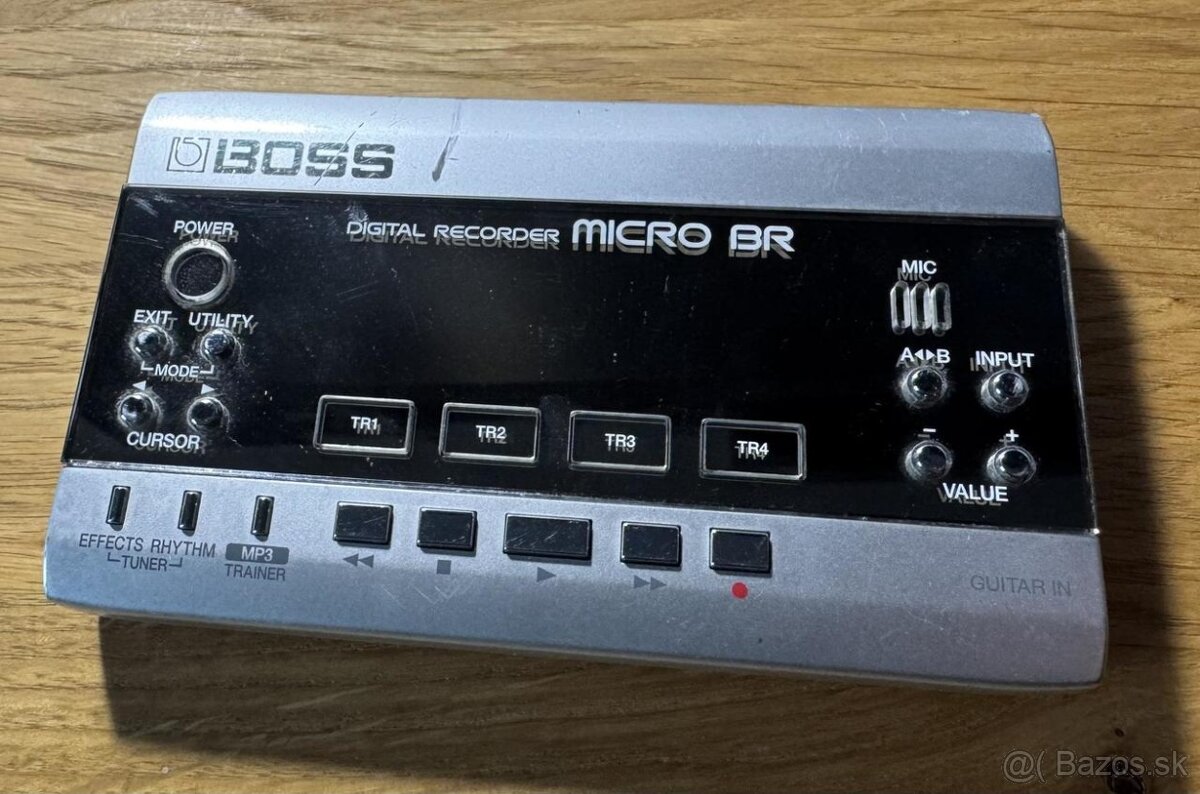 BOSS
DIGITAL RECORDER MICRO BR
POWER
MIC
EXIT UTILITY
MODE
A◀▶B INPUT
◀ ▶
CURSOR
TR1 TR2 TR3 TR4
− +
VALUE
EFFECTS RHYTHM
TUNER
MP3
TRAINER
◀◀ ■ ▶ ▶▶ ●
GUITAR IN
@( Bazos.sk